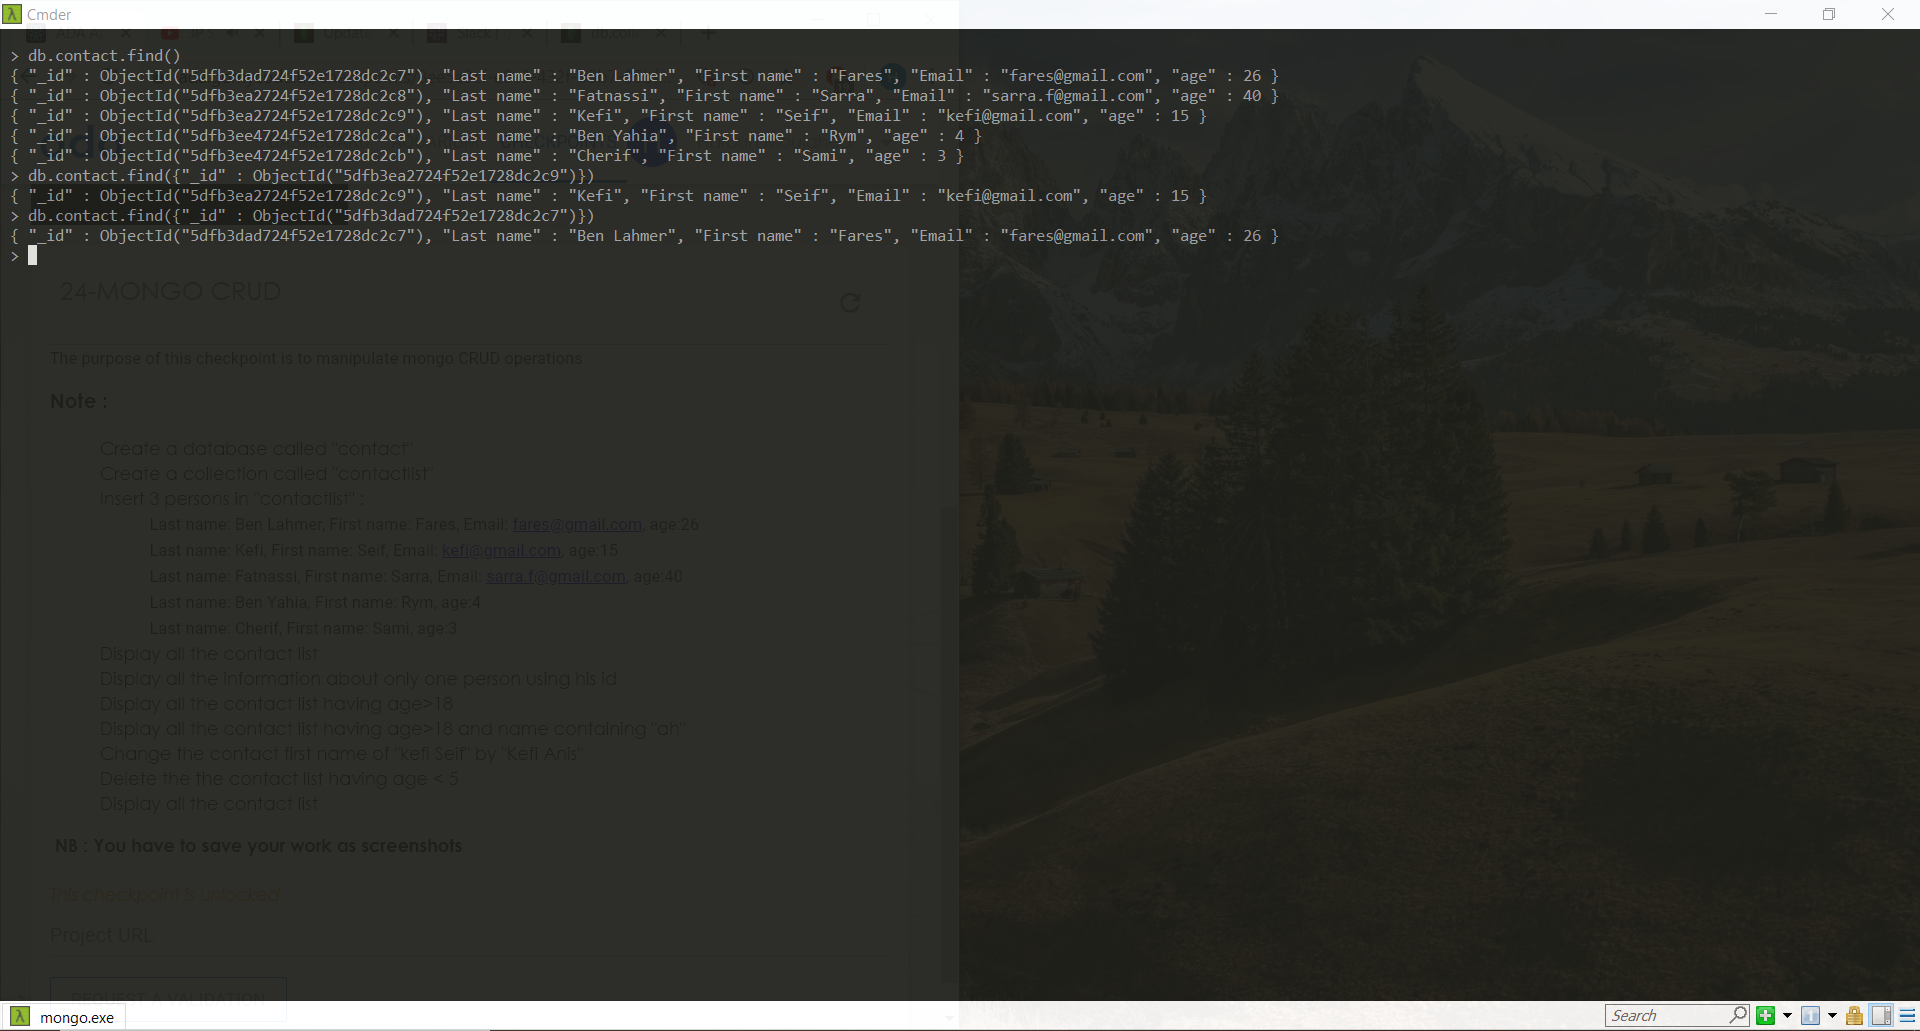 Cmder
> db.contact.find()
{ "_id" : ObjectId("5dfb3dad724f52e1728dc2c7"), "Last name" : "Ben Lahmer", "First name" : "Fares", "Email" : "fares@gmail.com", "age" : 26 }
{ "_id" : ObjectId("5dfb3ea2724f52e1728dc2c8"), "Last name" : "Fatnassi", "First name" : "Sarra", "Email" : "sarra.f@gmail.com", "age" : 40 }
{ "_id" : ObjectId("5dfb3ea2724f52e1728dc2c9"), "Last name" : "Kefi", "First name" : "Seif", "Email" : "kefi@gmail.com", "age" : 15 }
{ "_id" : ObjectId("5dfb3ee4724f52e1728dc2ca"), "Last name" : "Ben Yahia", "First name" : "Rym", "age" : 4 }
{ "_id" : ObjectId("5dfb3ee4724f52e1728dc2cb"), "Last name" : "Cherif", "First name" : "Sami", "age" : 3 }
> db.contact.find({"_id" : ObjectId("5dfb3ea2724f52e1728dc2c9")})
{ "_id" : ObjectId("5dfb3ea2724f52e1728dc2c9"), "Last name" : "Kefi", "First name" : "Seif", "Email" : "kefi@gmail.com", "age" : 15 }
> db.contact.find({"_id" : ObjectId("5dfb3dad724f52e1728dc2c7")})
{ "_id" : ObjectId("5dfb3dad724f52e1728dc2c7"), "Last name" : "Ben Lahmer", "First name" : "Fares", "Email" : "fares@gmail.com", "age" : 26 }
>
24-MONGO CRUD
The purpose of this checkpoint is to manipulate mongo CRUD operations
Note :
Create a database called "contact"
Create a collection called "contactlist"
Insert 3 persons in "contactlist" :
Last name: Ben Lahmer, First name: Fares, Email: fares@gmail.com, age:26
Last name: Kefi, First name: Seif, Email: kefi@gmail.com, age:15
Last name: Fatnassi, First name: Sarra, Email: sarra.f@gmail.com, age:40
Last name: Ben Yahia, First name: Rym, age:4
Last name: Cherif, First name: Sami, age:3
Display all the contact list
Display all the information about only one person using his id
Display all the contact list having age>18
Display all the contact list having age>18 and name containing "ah"
Change the contact first name of "kefi Seif" by "Kefi Anis"
Delete the the contact list having age < 5
Display all the contact list
NB : You have to save your work as screenshots
This checkpoint is unlocked
Project URL
REQUEST A VALIDATION
mongo.exe
Search